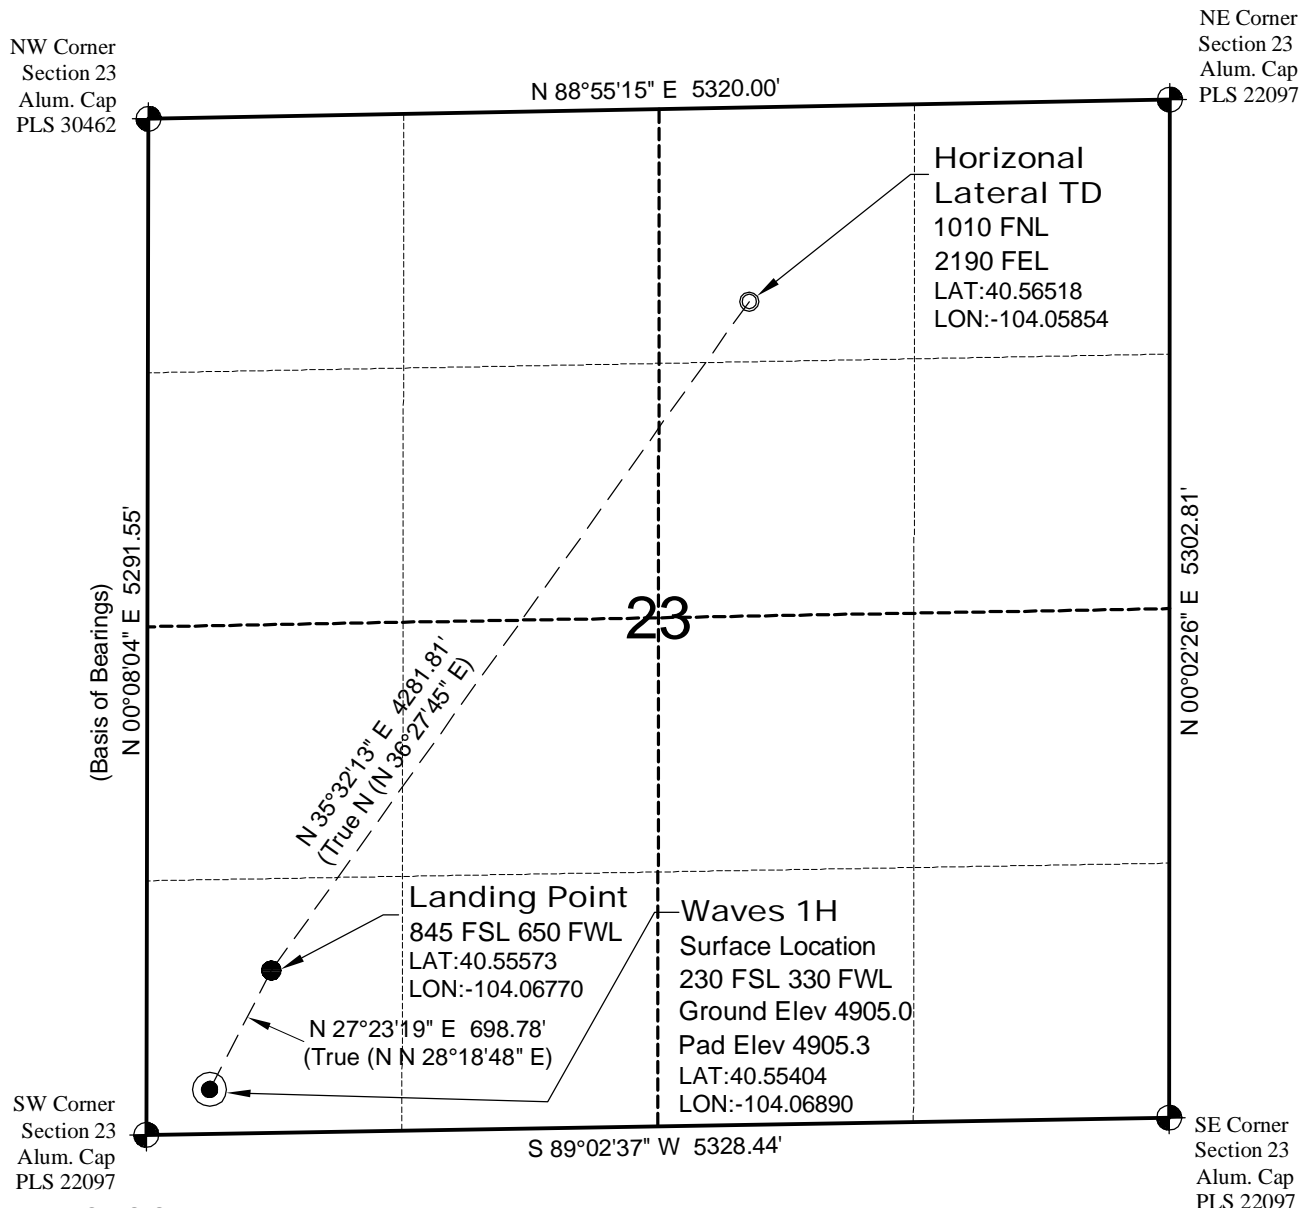 NW Corner
Section 23
Alum. Cap
PLS 30462
NE Corner
Section 23
Alum. Cap
PLS 22097
N 88°55'15" E 5320.00'
Horizonal
Lateral TD
1010 FNL
2190 FEL
LAT:40.56518
LON:-104.05854
(Basis of Bearings)
N 00°08'04" E 5291.55'
N 00°02'26" E 5302.81'
23
N 35°32'13" E 4281.81'
(True N (N 36°27'45" E)
Landing Point
845 FSL 650 FWL
LAT:40.55573
LON:-104.06770
N 27°23'19" E 698.78'
(True (N N 28°18'48" E)
Waves 1H
Surface Location
230 FSL 330 FWL
Ground Elev 4905.0
Pad Elev 4905.3
LAT:40.55404
LON:-104.06890
SW Corner
Section 23
Alum. Cap
PLS 22097
S 89°02'37" W 5328.44'
SE Corner
Section 23
Alum. Cap
PLS 22097